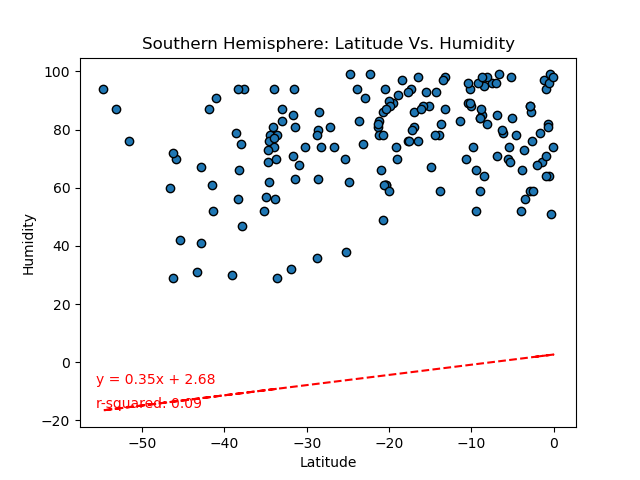 Southern Hemisphere: Latitude Vs. Humidity
100
80
60
40
20
0
−20
Humidity
y = 0.35x + 2.68
r-squared: 0.09
−50
−40
−30
−20
−10
0
Latitude